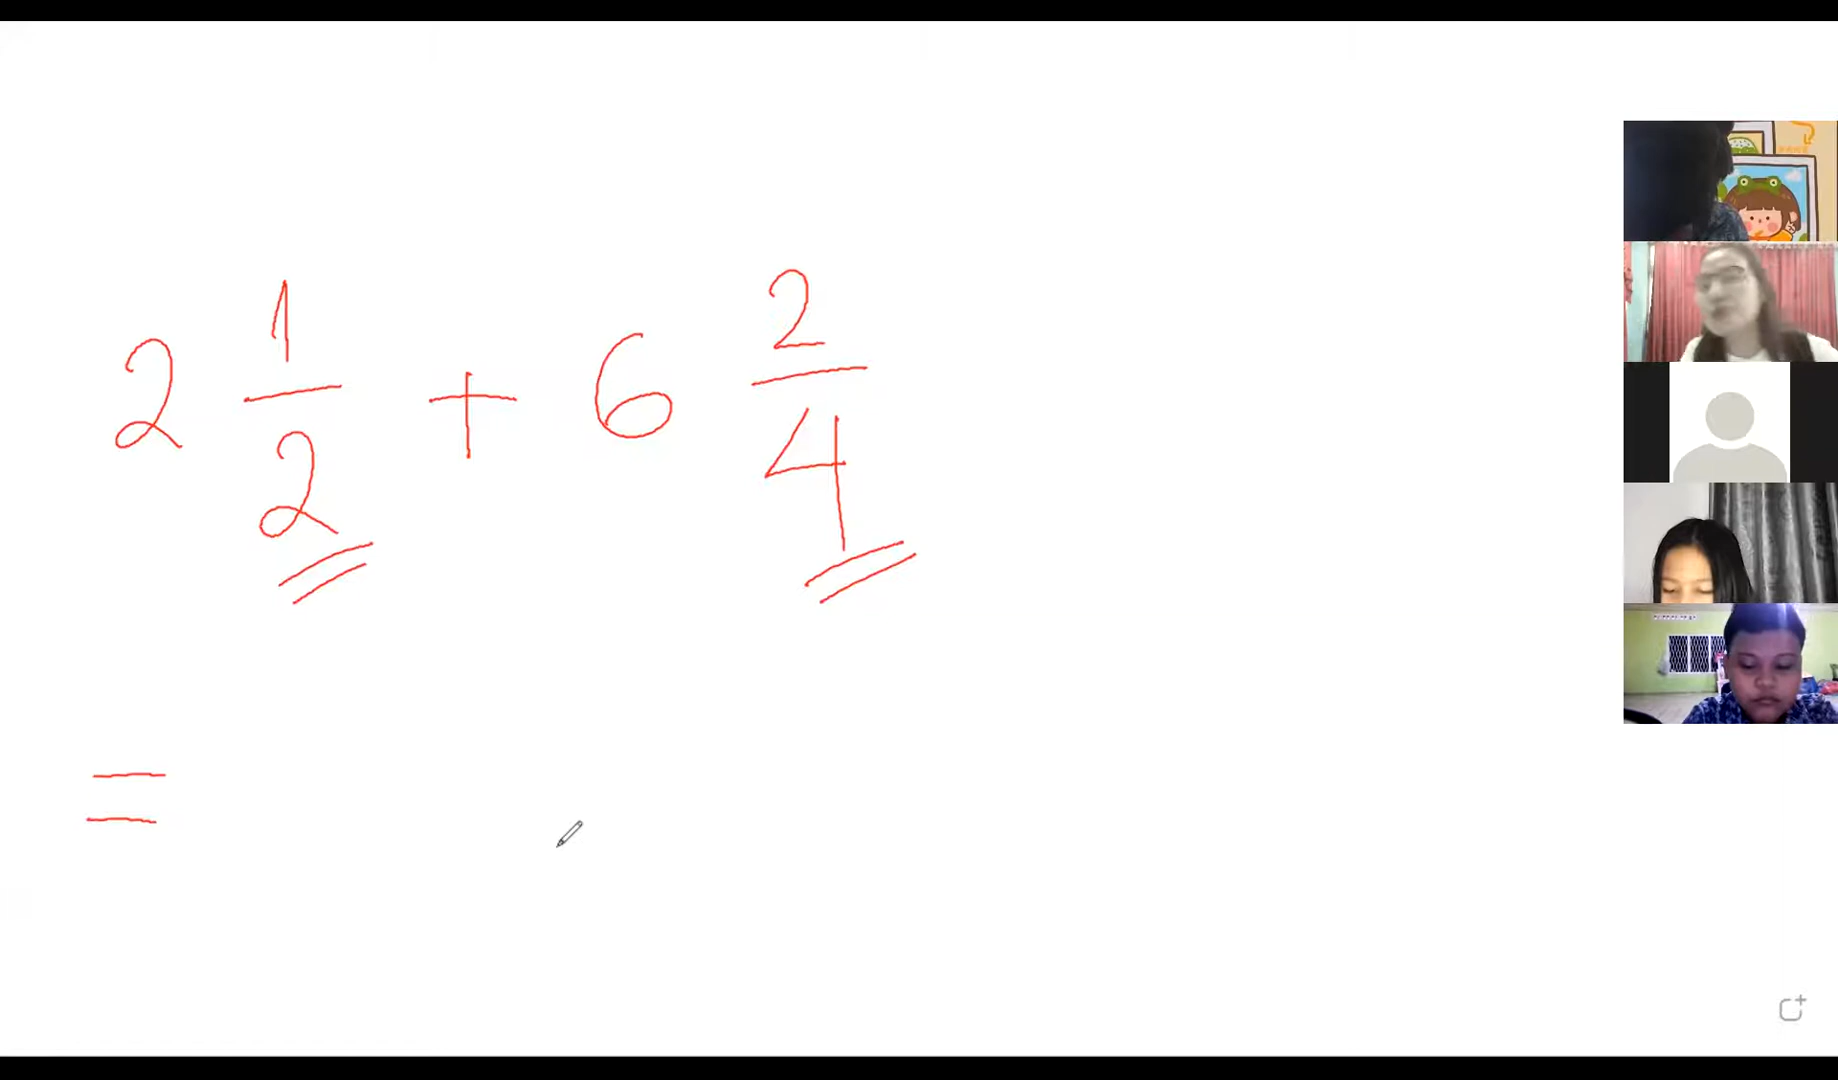 2 1/2 + 6 2/4
=